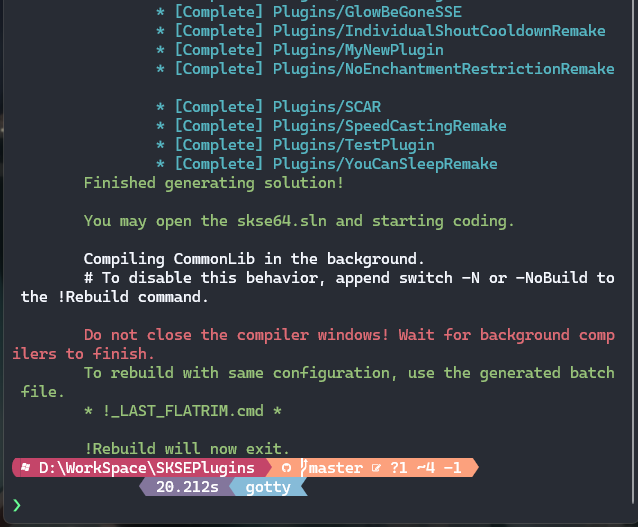 * [Complete] Plugins/GlowBeGoneSSE
* [Complete] Plugins/IndividualShoutCooldownRemake
* [Complete] Plugins/MyNewPlugin
* [Complete] Plugins/NoEnchantmentRestrictionRemake
* [Complete] Plugins/SCAR
* [Complete] Plugins/SpeedCastingRemake
* [Complete] Plugins/TestPlugin
* [Complete] Plugins/YouCanSleepRemake
Finished generating solution!
You may open the skse64.sln and starting coding.
Compiling CommonLib in the background.
# To disable this behavior, append switch -N or -NoBuild to
the !Rebuild command.
Do not close the compiler windows! Wait for background comp
ilers to finish.
To rebuild with same configuration, use the generated batch
file.
* !_LAST_FLATRIM.cmd *
!Rebuild will now exit.
D:\WorkSpace\SKSEPlugins master ?1 ~4 -1
20.212s gotty
❯